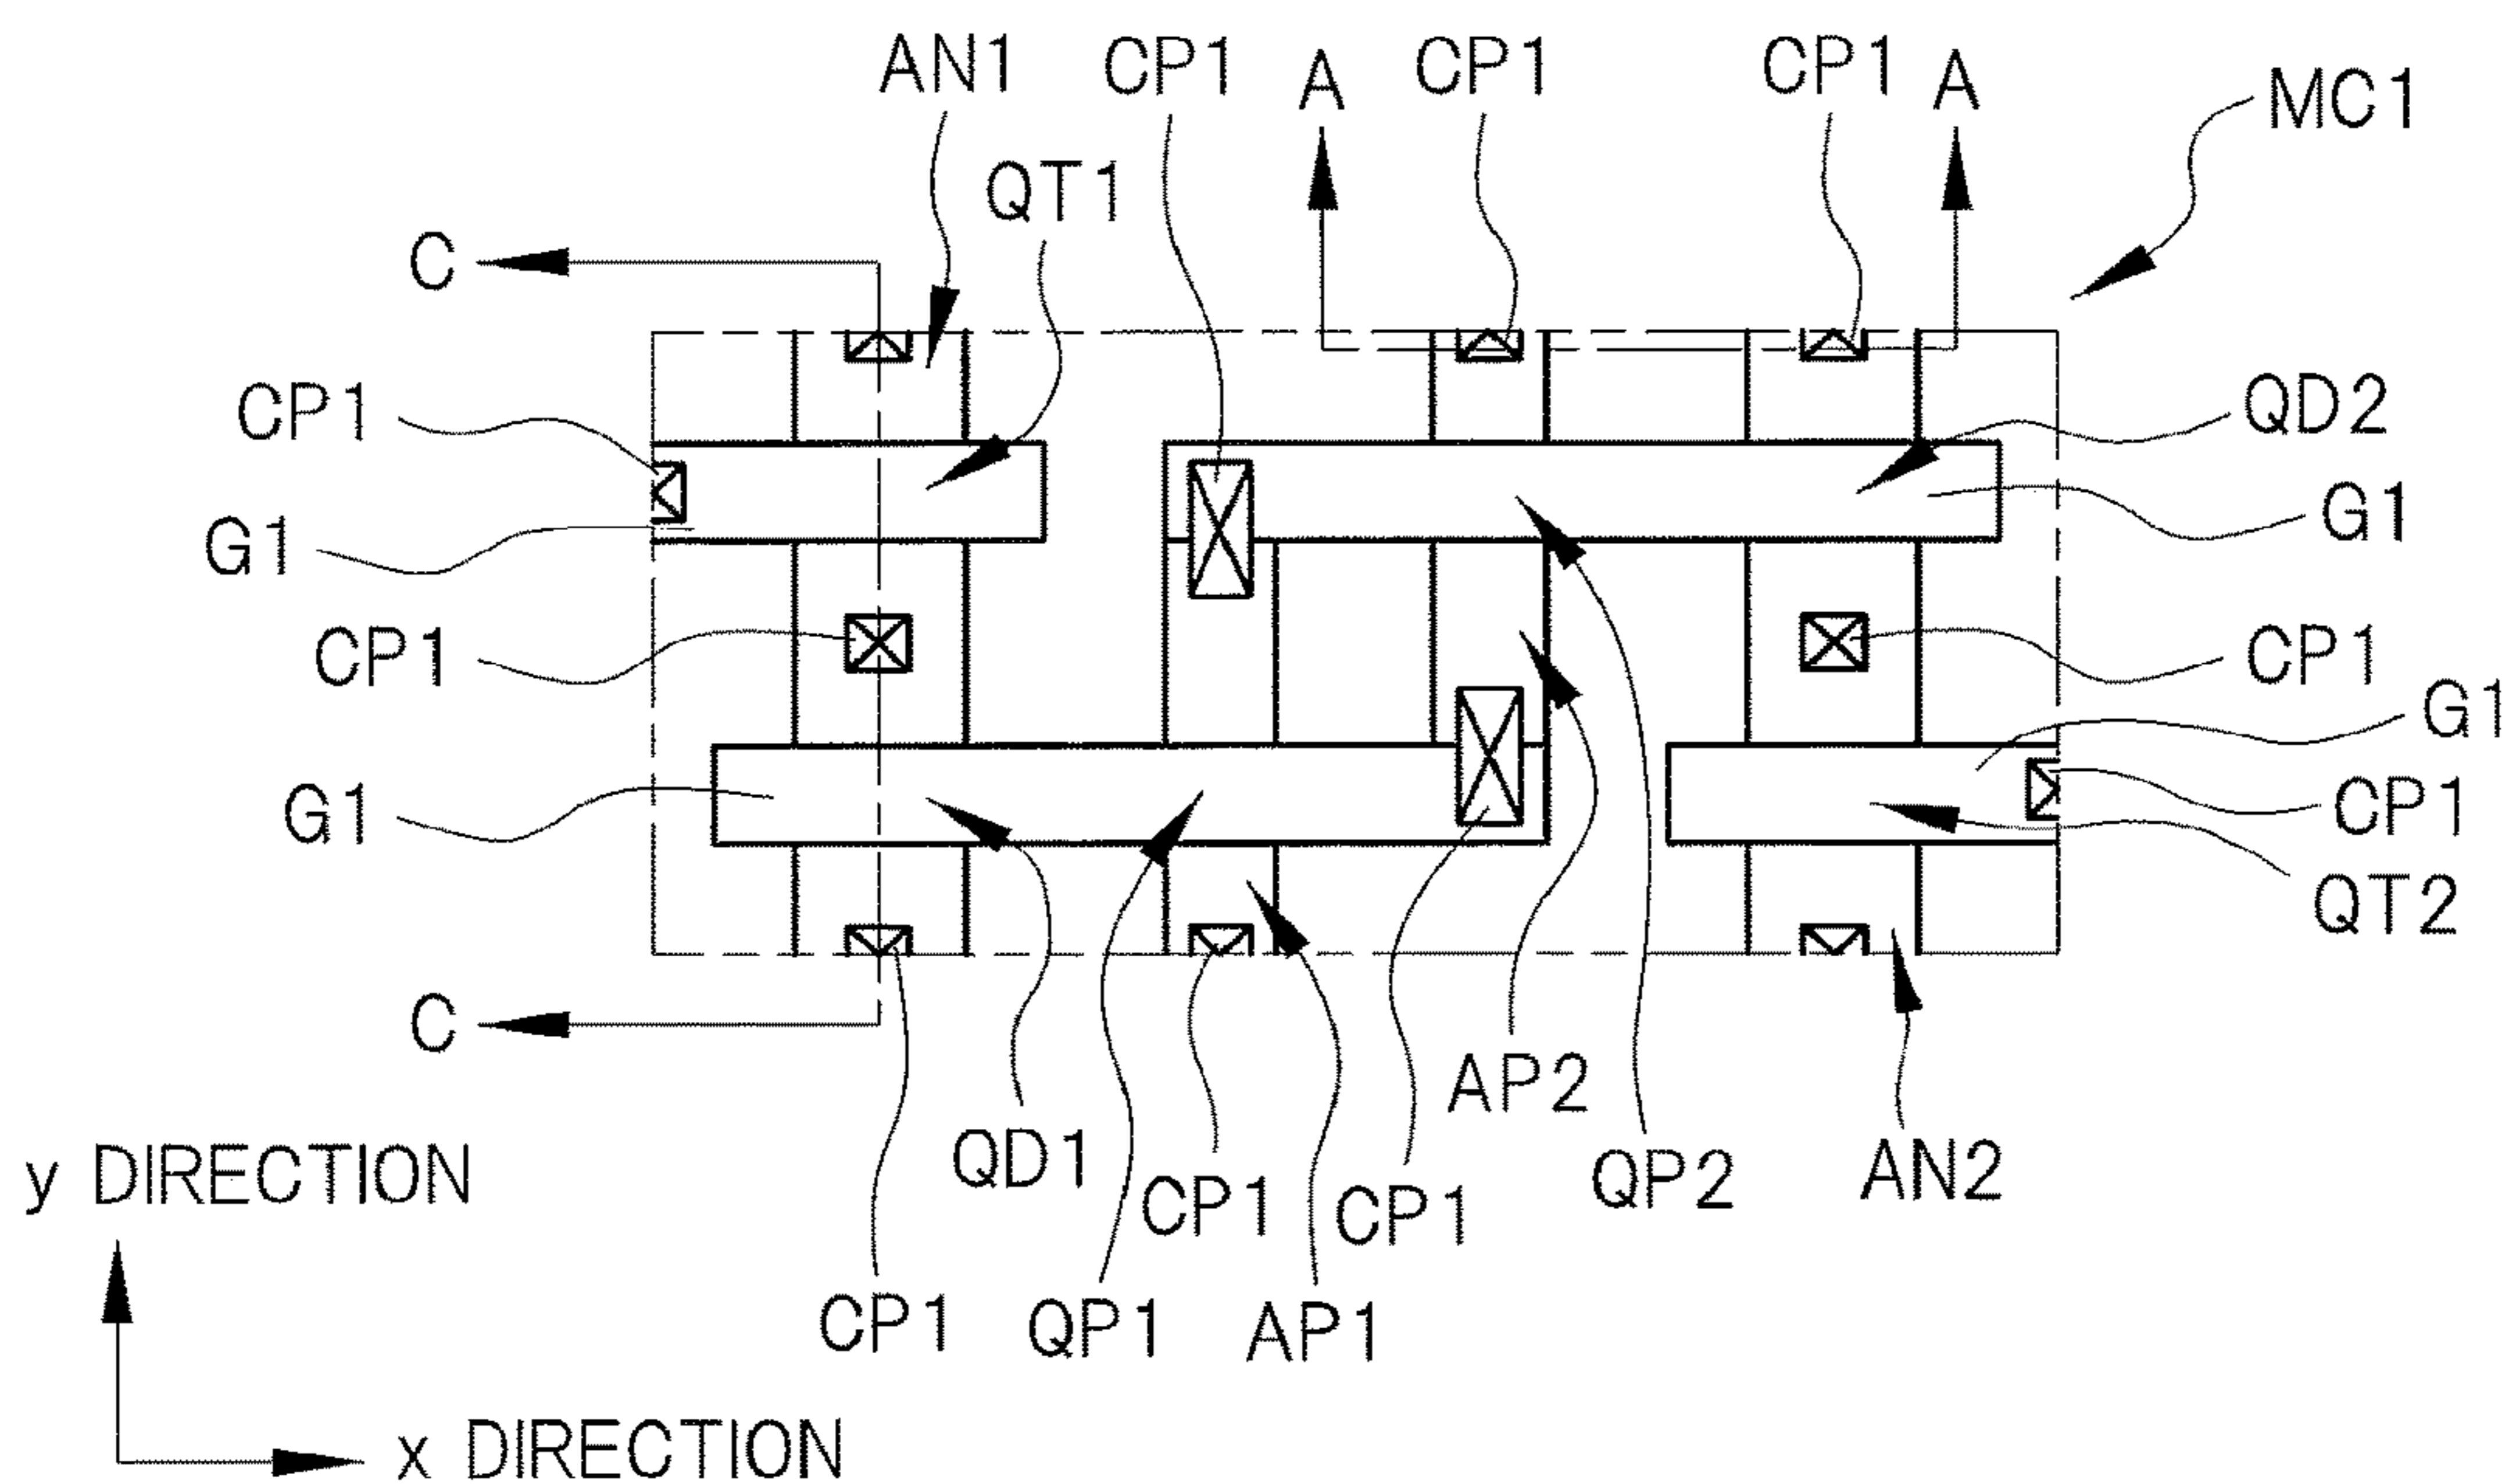 AN1
CP1
A
CP1
CP1
A
MC1
QT1
C
CP1
QD2
G1
G1
CP1
CP1
G1
G1
CP1
QT2
C
AP2
QD1
CP1
CP1
QP2
AN2
y DIRECTION
CP1
QP1
AP1
x DIRECTION